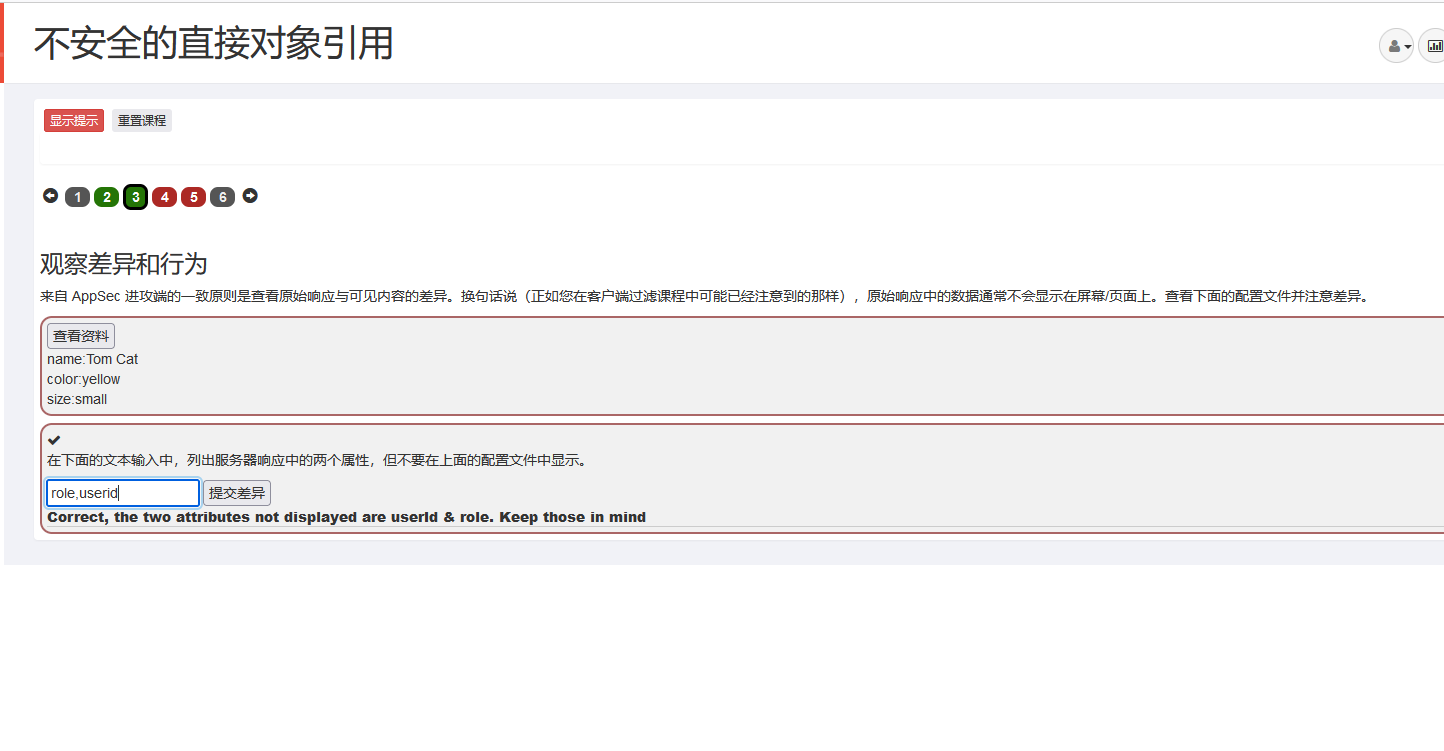 不安全的直接对象引用
显示提示 重置课程
1 2 3 4 5 6
观察差异和行为
来自 AppSec 进攻端的一致原则是查看原始响应与可见内容的差异。换句话说（正如您在客户端过滤课程中可能已经注意到的那样），原始响应中的数据通常不会显示在屏幕/页面上。查看下面的配置文件并注意差异。
查看资料
name:Tom Cat
color:yellow
size:small
在下面的文本输入中，列出服务器响应中的两个属性，但不要在上面的配置文件中显示。
role,userid 提交差异
Correct, the two attributes not displayed are userId & role. Keep those in mind